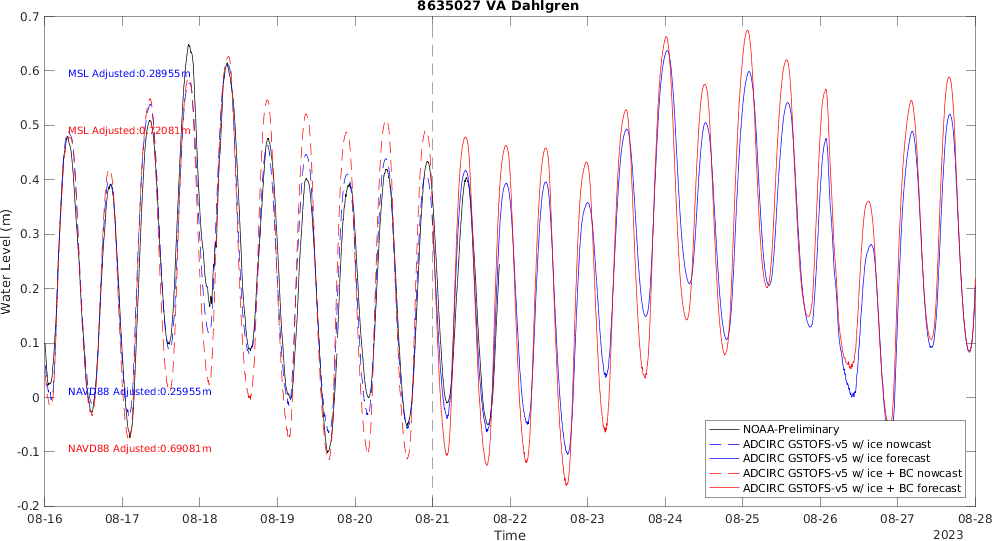 8635027 VA Dahlgren
0.7
0.6
0.5
0.4
0.3
0.2
0.1
0
-0.1
-0.2
Water Level (m)
MSL Adjusted:0.28955m
MSL Adjusted:0.72081m
NAVD88 Adjusted:0.25955m
NAVD88 Adjusted:0.69081m
NOAA-Preliminary
ADCIRC GSTOFS-v5 w/ ice nowcast
ADCIRC GSTOFS-v5 w/ ice forecast
ADCIRC GSTOFS-v5 w/ ice + BC nowcast
ADCIRC GSTOFS-v5 w/ ice + BC forecast
08-16 08-17 08-18 08-19 08-20 08-21 08-22 08-23 08-24 08-25 08-26 08-27 08-28
Time
2023